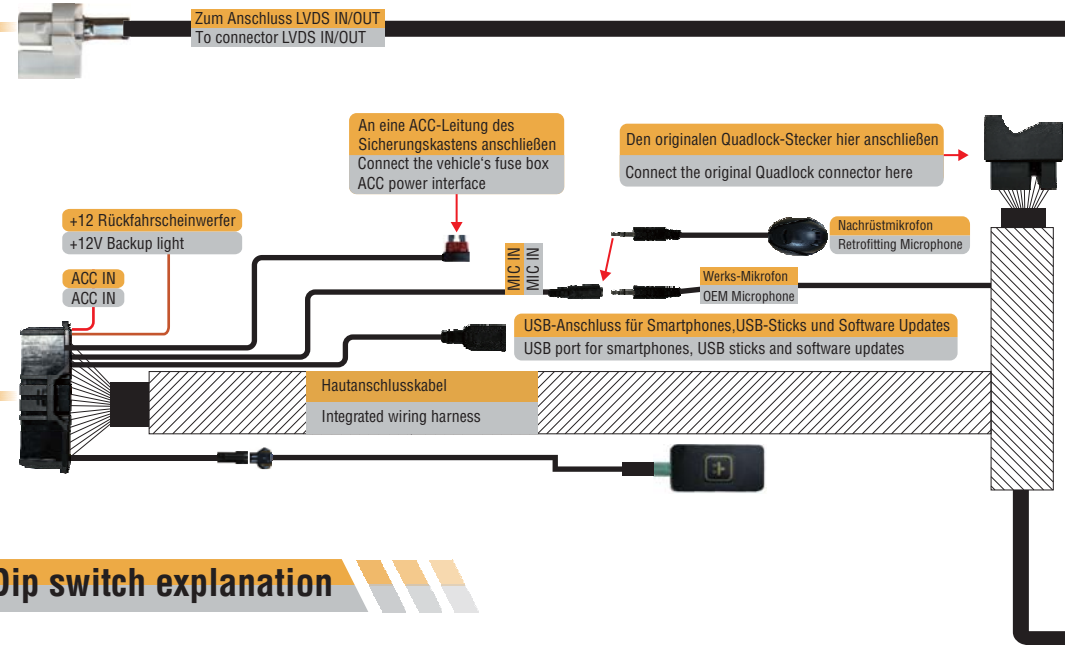 Zum Anschluss LVDS IN/OUT
To connector LVDS IN/OUT
An eine ACC-Leitung des
Sicherungskastens anschließen
Connect the vehicle's fuse box
ACC power interface
Den originalen Quadlock-Stecker hier anschließen
Connect the original Quadlock connector here
+12 Rückfahrscheinwerfer
+12V Backup light
ACC IN
ACC IN
MIC IN
MIC IN
Nachrüstmikrofon
Retrofitting Microphone
Werks-Mikrofon
OEM Microphone
USB-Anschluss für Smartphones,USB-Sticks und Software Updates
USB port for smartphones, USB sticks and software updates
Hautanschlusskabel
Integrated wiring harness
Dip switch explanation